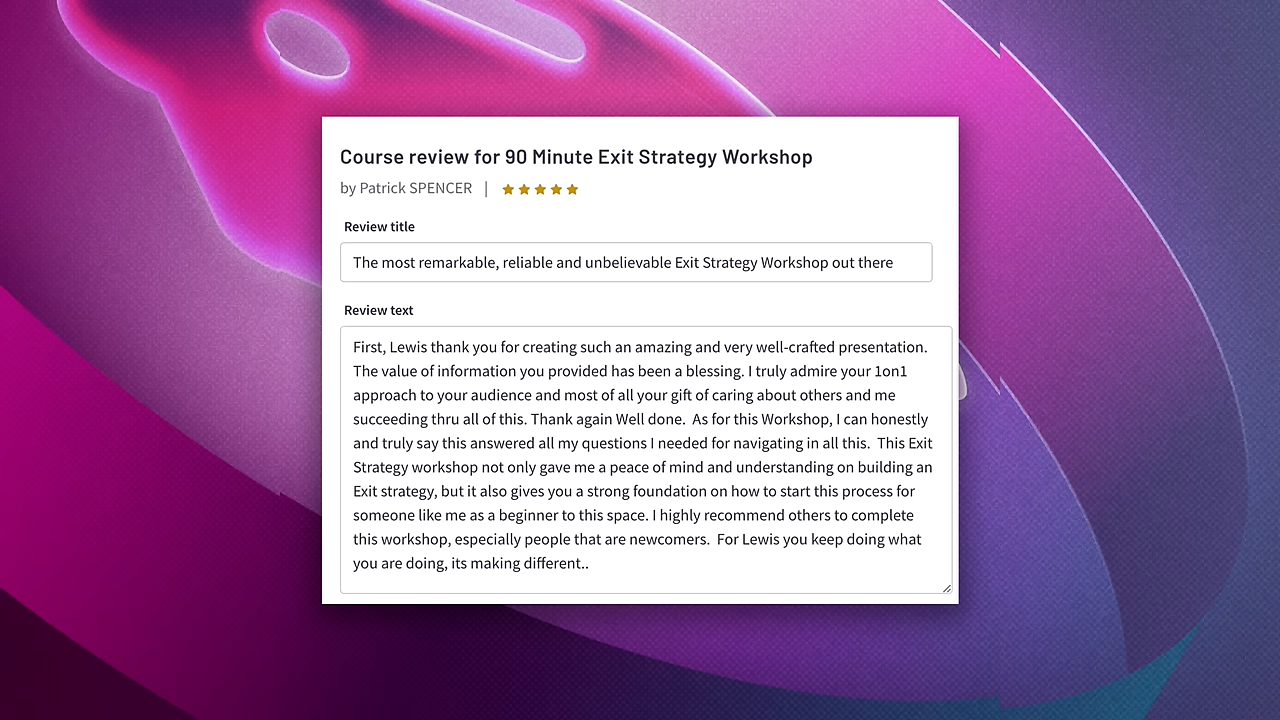 Course review for 90 Minute Exit Strategy Workshop
by Patrick SPENCER | ★★★★★
Review title
The most remarkable, reliable and unbelievable Exit Strategy Workshop out there
Review text
First, Lewis thank you for creating such an amazing and very well-crafted presentation.
The value of information you provided has been a blessing. I truly admire your 1on1
approach to your audience and most of all your gift of caring about others and me
succeeding thru all of this. Thank again Well done.  As for this Workshop, I can honestly
and truly say this answered all my questions I needed for navigating in all this.  This Exit
Strategy workshop not only gave me a peace of mind and understanding on building an
Exit strategy, but it also gives you a strong foundation on how to start this process for
someone like me as a beginner to this space. I highly recommend others to complete
this workshop, especially people that are newcomers.  For Lewis you keep doing what
you are doing, its making different..